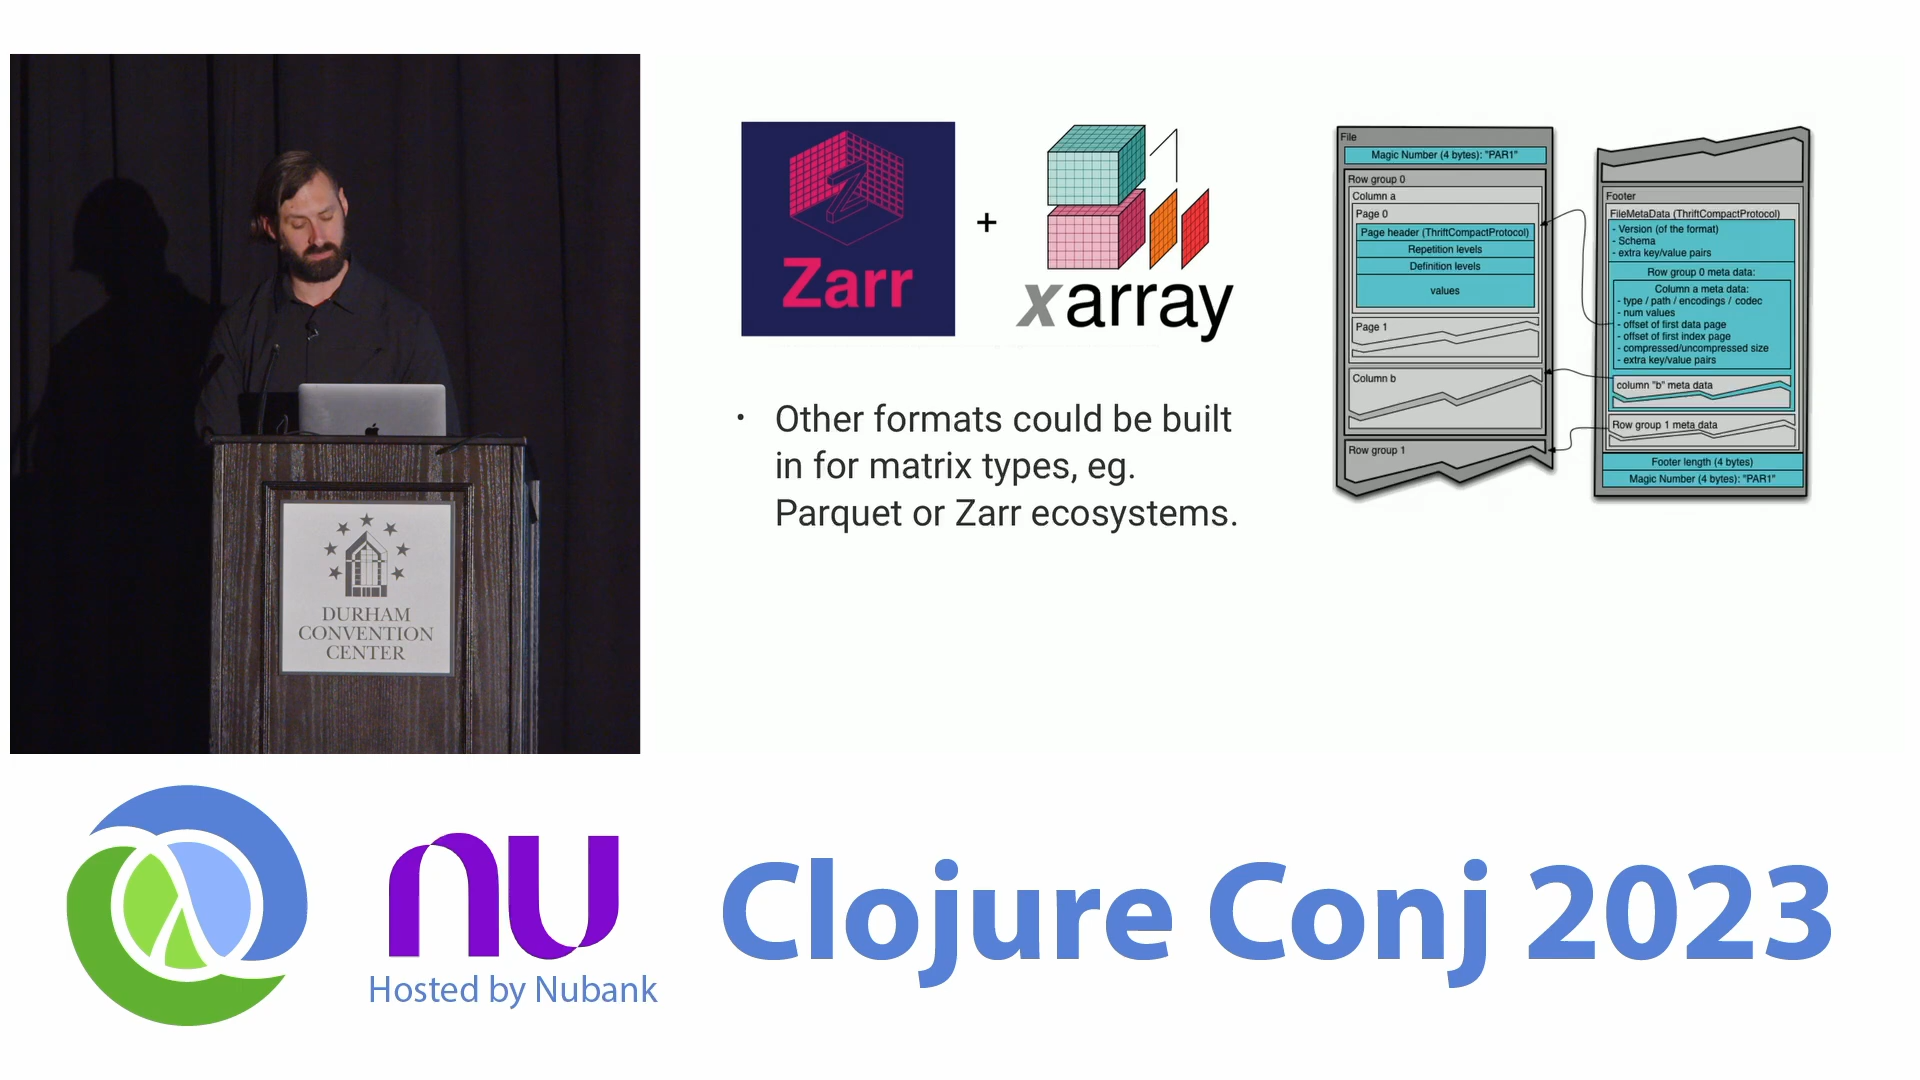 Zarr
+
xarray
• Other formats could be built
in for matrix types, eg.
Parquet or Zarr ecosystems.
File
Magic Number (4 bytes): "PAR1"
Row group 0
Column a
Page 0
Page header (ThriftCompactProtocol)
Repetition levels
Definition levels
values
Page 1
Column b
Row group 1
Footer
FileMetaData (ThriftCompactProtocol)
- Version (of the format)
- Schema
- extra key/value pairs
Row group 0 meta data:
Column a meta data:
- type / path / encodings / codec
- num values
- offset of first data page
- offset of first index page
- compressed/uncompressed size
- extra key/value pairs
column "b" meta data
Row group 1 meta data
Footer length (4 bytes)
Magic Number (4 bytes): "PAR1"
DURHAM
CONVENTION
CENTER
nu
Hosted by Nubank
Clojure Conj 2023